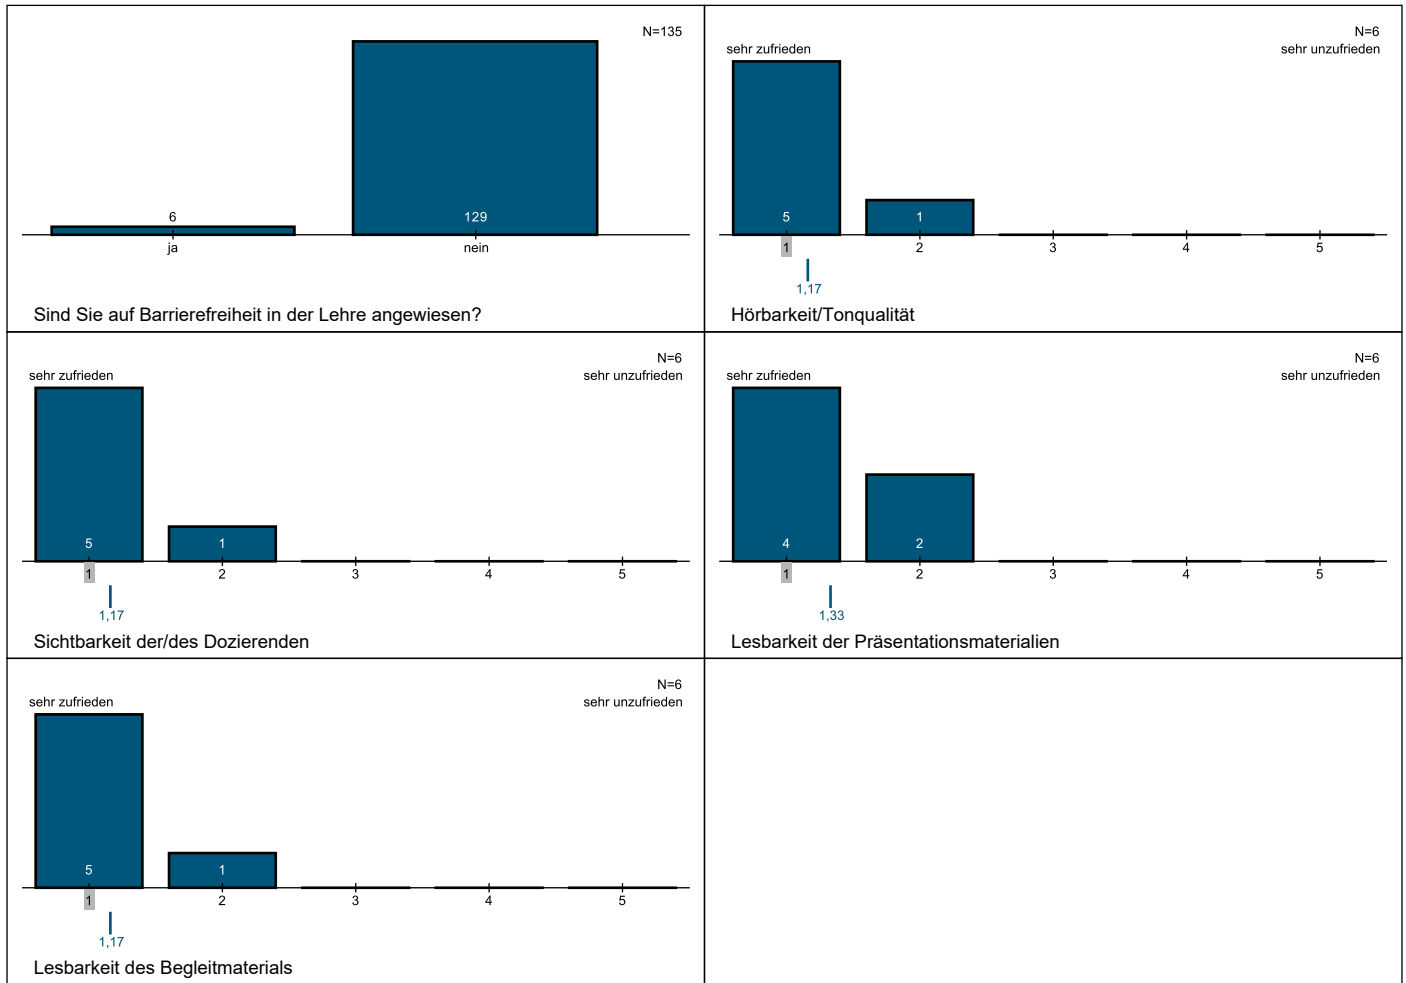 N=135
6
129
ja
nein
Sind Sie auf Barrierefreiheit in der Lehre angewiesen?
N=6
sehr zufrieden
sehr unzufrieden
5
1
1
2
3
4
5
1,17
Hörbarkeit/Tonqualität
N=6
sehr zufrieden
sehr unzufrieden
5
1
1
2
3
4
5
1,17
Sichtbarkeit der/des Dozierenden
N=6
sehr zufrieden
sehr unzufrieden
4
2
1
2
3
4
5
1,33
Lesbarkeit der Präsentationsmaterialien
N=6
sehr zufrieden
sehr unzufrieden
5
1
1
2
3
4
5
1,17
Lesbarkeit des Begleitmaterials